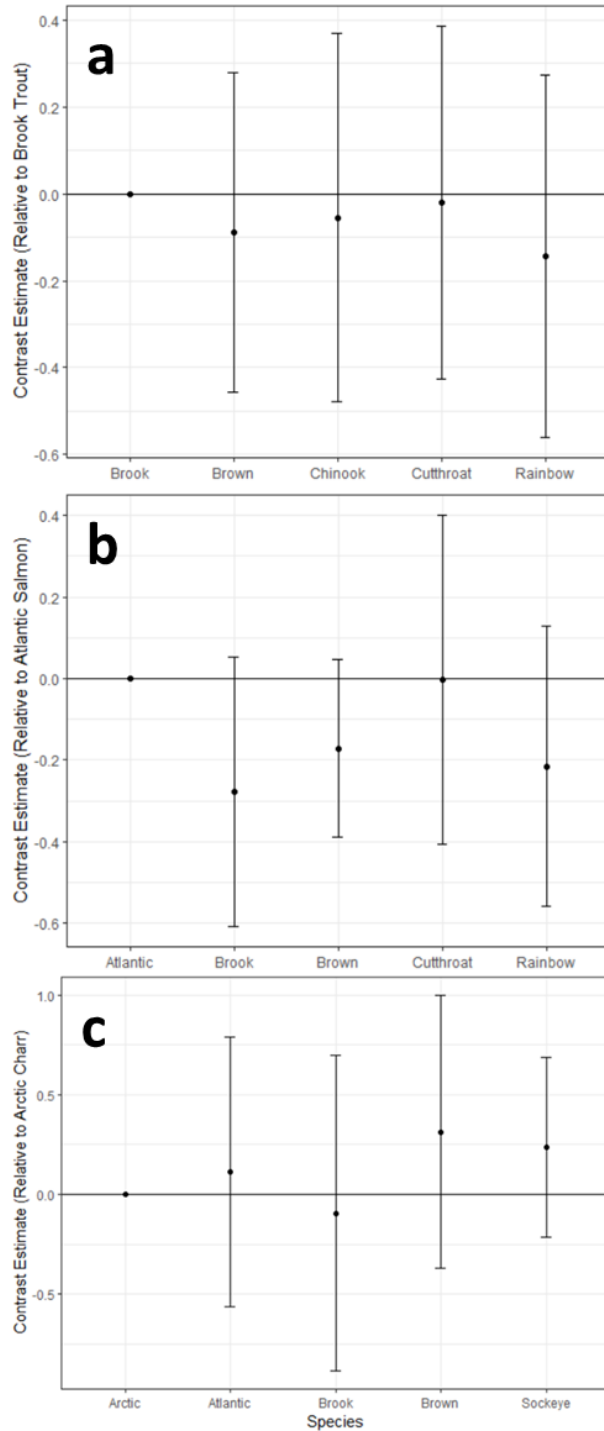 a
Contrast Estimate (Relative to Brook Trout)
0.4
0.2
0.0
-0.2
-0.4
-0.6
Brook Brown Chinook Cutthroat Rainbow
b
Contrast Estimate (Relative to Atlantic Salmon)
0.4
0.2
0.0
-0.2
-0.4
-0.6
Atlantic Brook Brown Cutthroat Rainbow
c
Contrast Estimate (Relative to Arctic Charr)
1.0
0.5
0.0
-0.5
Arctic Atlantic Brook Brown Sockeye
Species